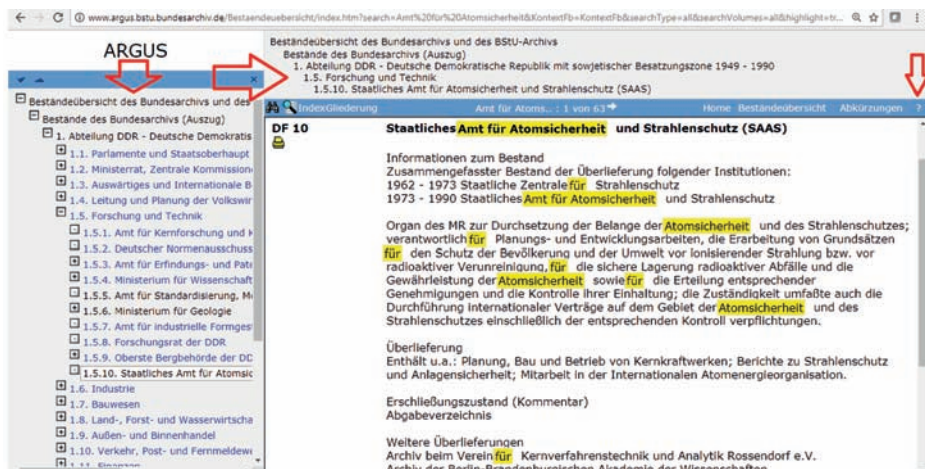 www.argus.bstu.bundesarchiv.de/Bestaendeuebersicht/index.htm?search=Amt%20für%20Atomsicherheit&KontextFb=KontextFb&searchType=all&searchVolumes=all&highlight=tr...
ARGUS
Beständeübersicht des Bundesarchivs und des
Bestände des Bundesarchivs (Auszug)
1. Abteilung DDR - Deutsche Demokratis
1.1. Parlamente und Staatsoberhaupt
1.2. Ministerrat, Zentrale Kommission
1.3. Auswärtiges und Internationale B
1.4. Leitung und Planung der Volkswir
1.5. Forschung und Technik
1.5.1. Amt für Kernforschung und K
1.5.2. Deutscher Normenausschuss
1.5.3. Amt für Erfindungs- und Pate
1.5.4. Ministerium für Wissenschaft
1.5.5. Amt für Standardisierung, M
1.5.6. Ministerium für Geologie
1.5.7. Amt für industrielle Formgest
1.5.8. Forschungsrat der DDR
1.5.9. Oberste Bergbehörde der DD
1.5.10. Staatliches Amt für Atomsic
1.6. Industrie
1.7. Bauwesen
1.8. Land-, Forst- und Wasserwirtscha
1.9. Außen- und Binnenhandel
1.10. Verkehr, Post- und Fernmeldewe
1.11. Finanzen
Beständeübersicht des Bundesarchivs und des BStU-Archivs
Bestände des Bundesarchivs (Auszug)
1. Abteilung DDR - Deutsche Demokratische Republik mit sowjetischer Besatzungszone 1949 - 1990
1.5. Forschung und Technik
1.5.10. Staatliches Amt für Atomsicherheit und Strahlenschutz (SAAS)
Index Gliederung Amt für Atoms..: 1 von 63 Home Beständeübersicht Abkürzungen ?
DF 10 Staatliches Amt für Atomsicherheit und Strahlenschutz (SAAS)
Informationen zum Bestand
Zusammengefasster Bestand der Überlieferung folgender Institutionen:
1962 - 1973 Staatliche Zentrale für Strahlenschutz
1973 - 1990 Staatliches Amt für Atomsicherheit und Strahlenschutz
Organ des MR zur Durchsetzung der Belange der Atomsicherheit und des Strahlenschutzes;
verantwortlich für Planungs- und Entwicklungsarbeiten, die Erarbeitung von Grundsätzen
für den Schutz der Bevölkerung und der Umwelt vor ionisierender Strahlung bzw. vor
radioaktiver Verunreinigung, für die sichere Lagerung radioaktiver Abfälle und die
Gewährleistung der Atomsicherheit sowie für die Erteilung entsprechender
Genehmigungen und die Kontrolle ihrer Einhaltung; die Zuständigkeit umfaßte auch die
Durchführung internationaler Verträge auf dem Gebiet der Atomsicherheit und des
Strahlenschutzes einschließlich der entsprechenden Kontroll verpflichtungen.
Überlieferung
Enthält u.a.: Planung, Bau und Betrieb von Kernkraftwerken; Berichte zu Strahlenschutz
und Anlagensicherheit; Mitarbeit in der Internationalen Atomenergieorganisation.
Erschließungszustand (Kommentar)
Abgabeverzeichnis
Weitere Überlieferungen
Archiv beim Verein für Kernverfahrenstechnik und Analytik Rossendorf e.V.
Archiv der Berlin-Brandenburgischen Akademie der Wissenschaften